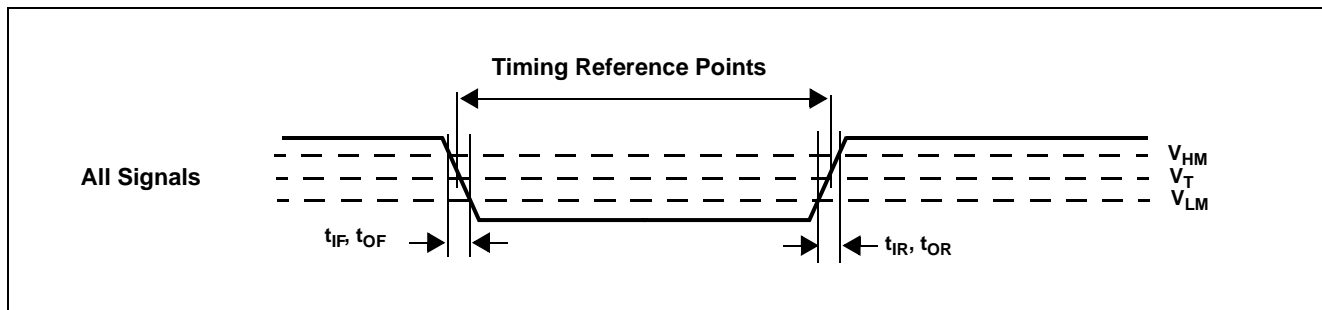 Timing Reference Points
V_HM
All Signals V_T
V_LM
t_IF, t_OF t_IR, t_OR